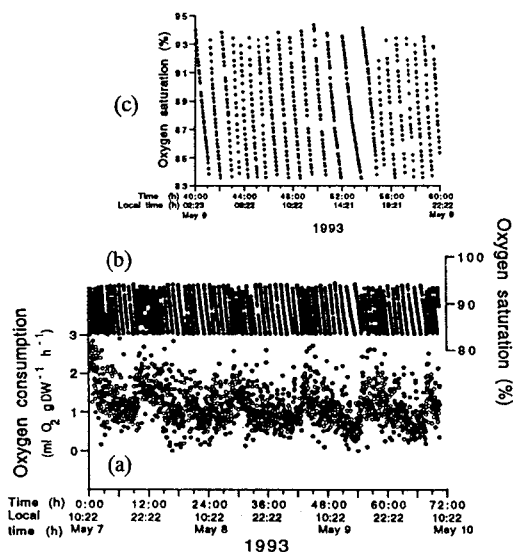 (c)
Oxygen saturation (%)
95
93
91
89
87
85
83
Time (h) 40:00 44:00 48:00 52:00 56:00 60:00
Local time (h) 02:23 06:22 10:22 14:21 18:21 22:22
May 9 May 9
1993
(b)
100
90
80
Oxygen saturation (%)
3
2
1
0
Oxygen consumption
(ml O2 gDW-1 h-1)
(a)
Time (h) 0:00 12:00 24:00 36:00 48:00 60:00 72:00
Local 10:22 22:22 10:22 22:22 10:22 22:22 10:22
time (h) May 7 May 8 May 9 May 10
1993